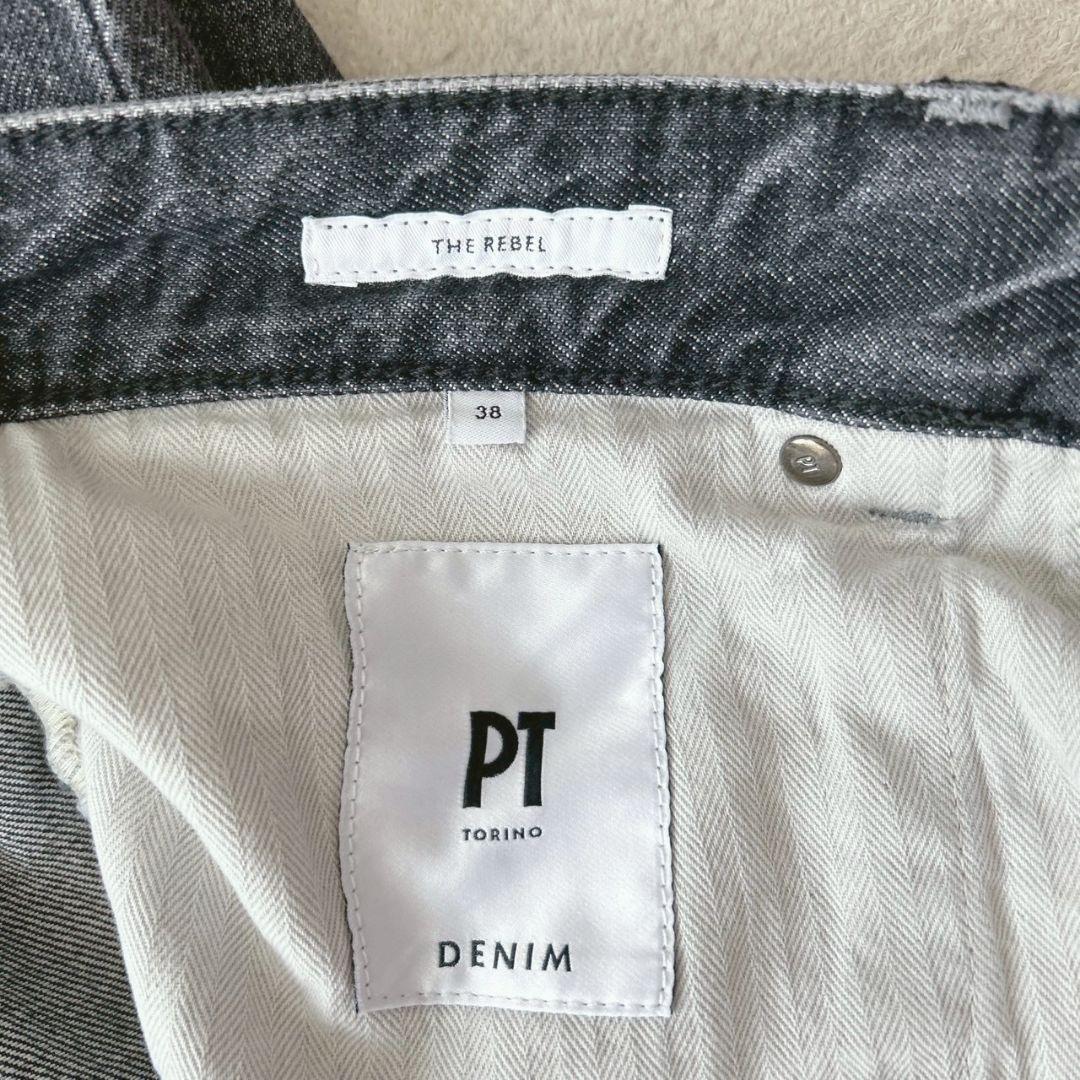 THE REBEL
38
PT
PT
TORINO
DENIM